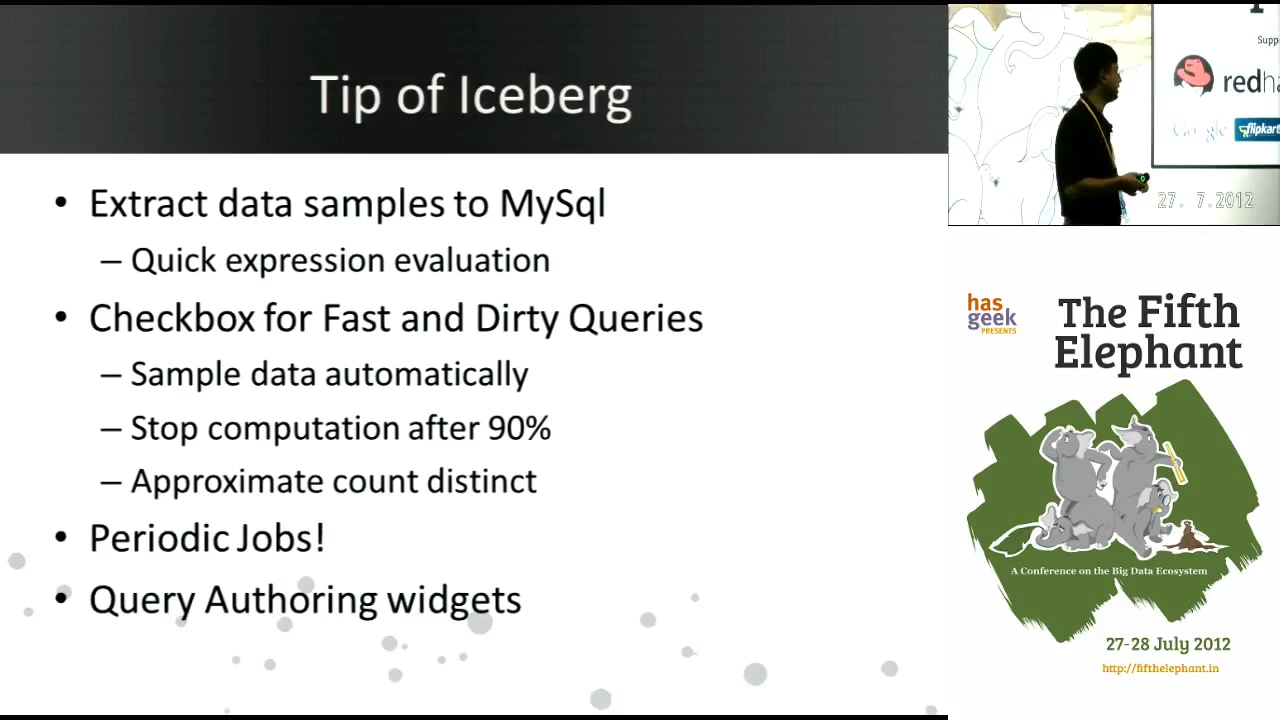 Tip of Iceberg
• Extract data samples to MySql
– Quick expression evaluation
• Checkbox for Fast and Dirty Queries
– Sample data automatically
– Stop computation after 90%
– Approximate count distinct
• Periodic Jobs!
• Query Authoring widgets
redha
Google flipkart
27. 7.2012
has
geek
PRESENTS
The Fifth
Elephant
A Conference on the Big Data Ecosystem
27-28 July 2012
http://fifthelephant.in